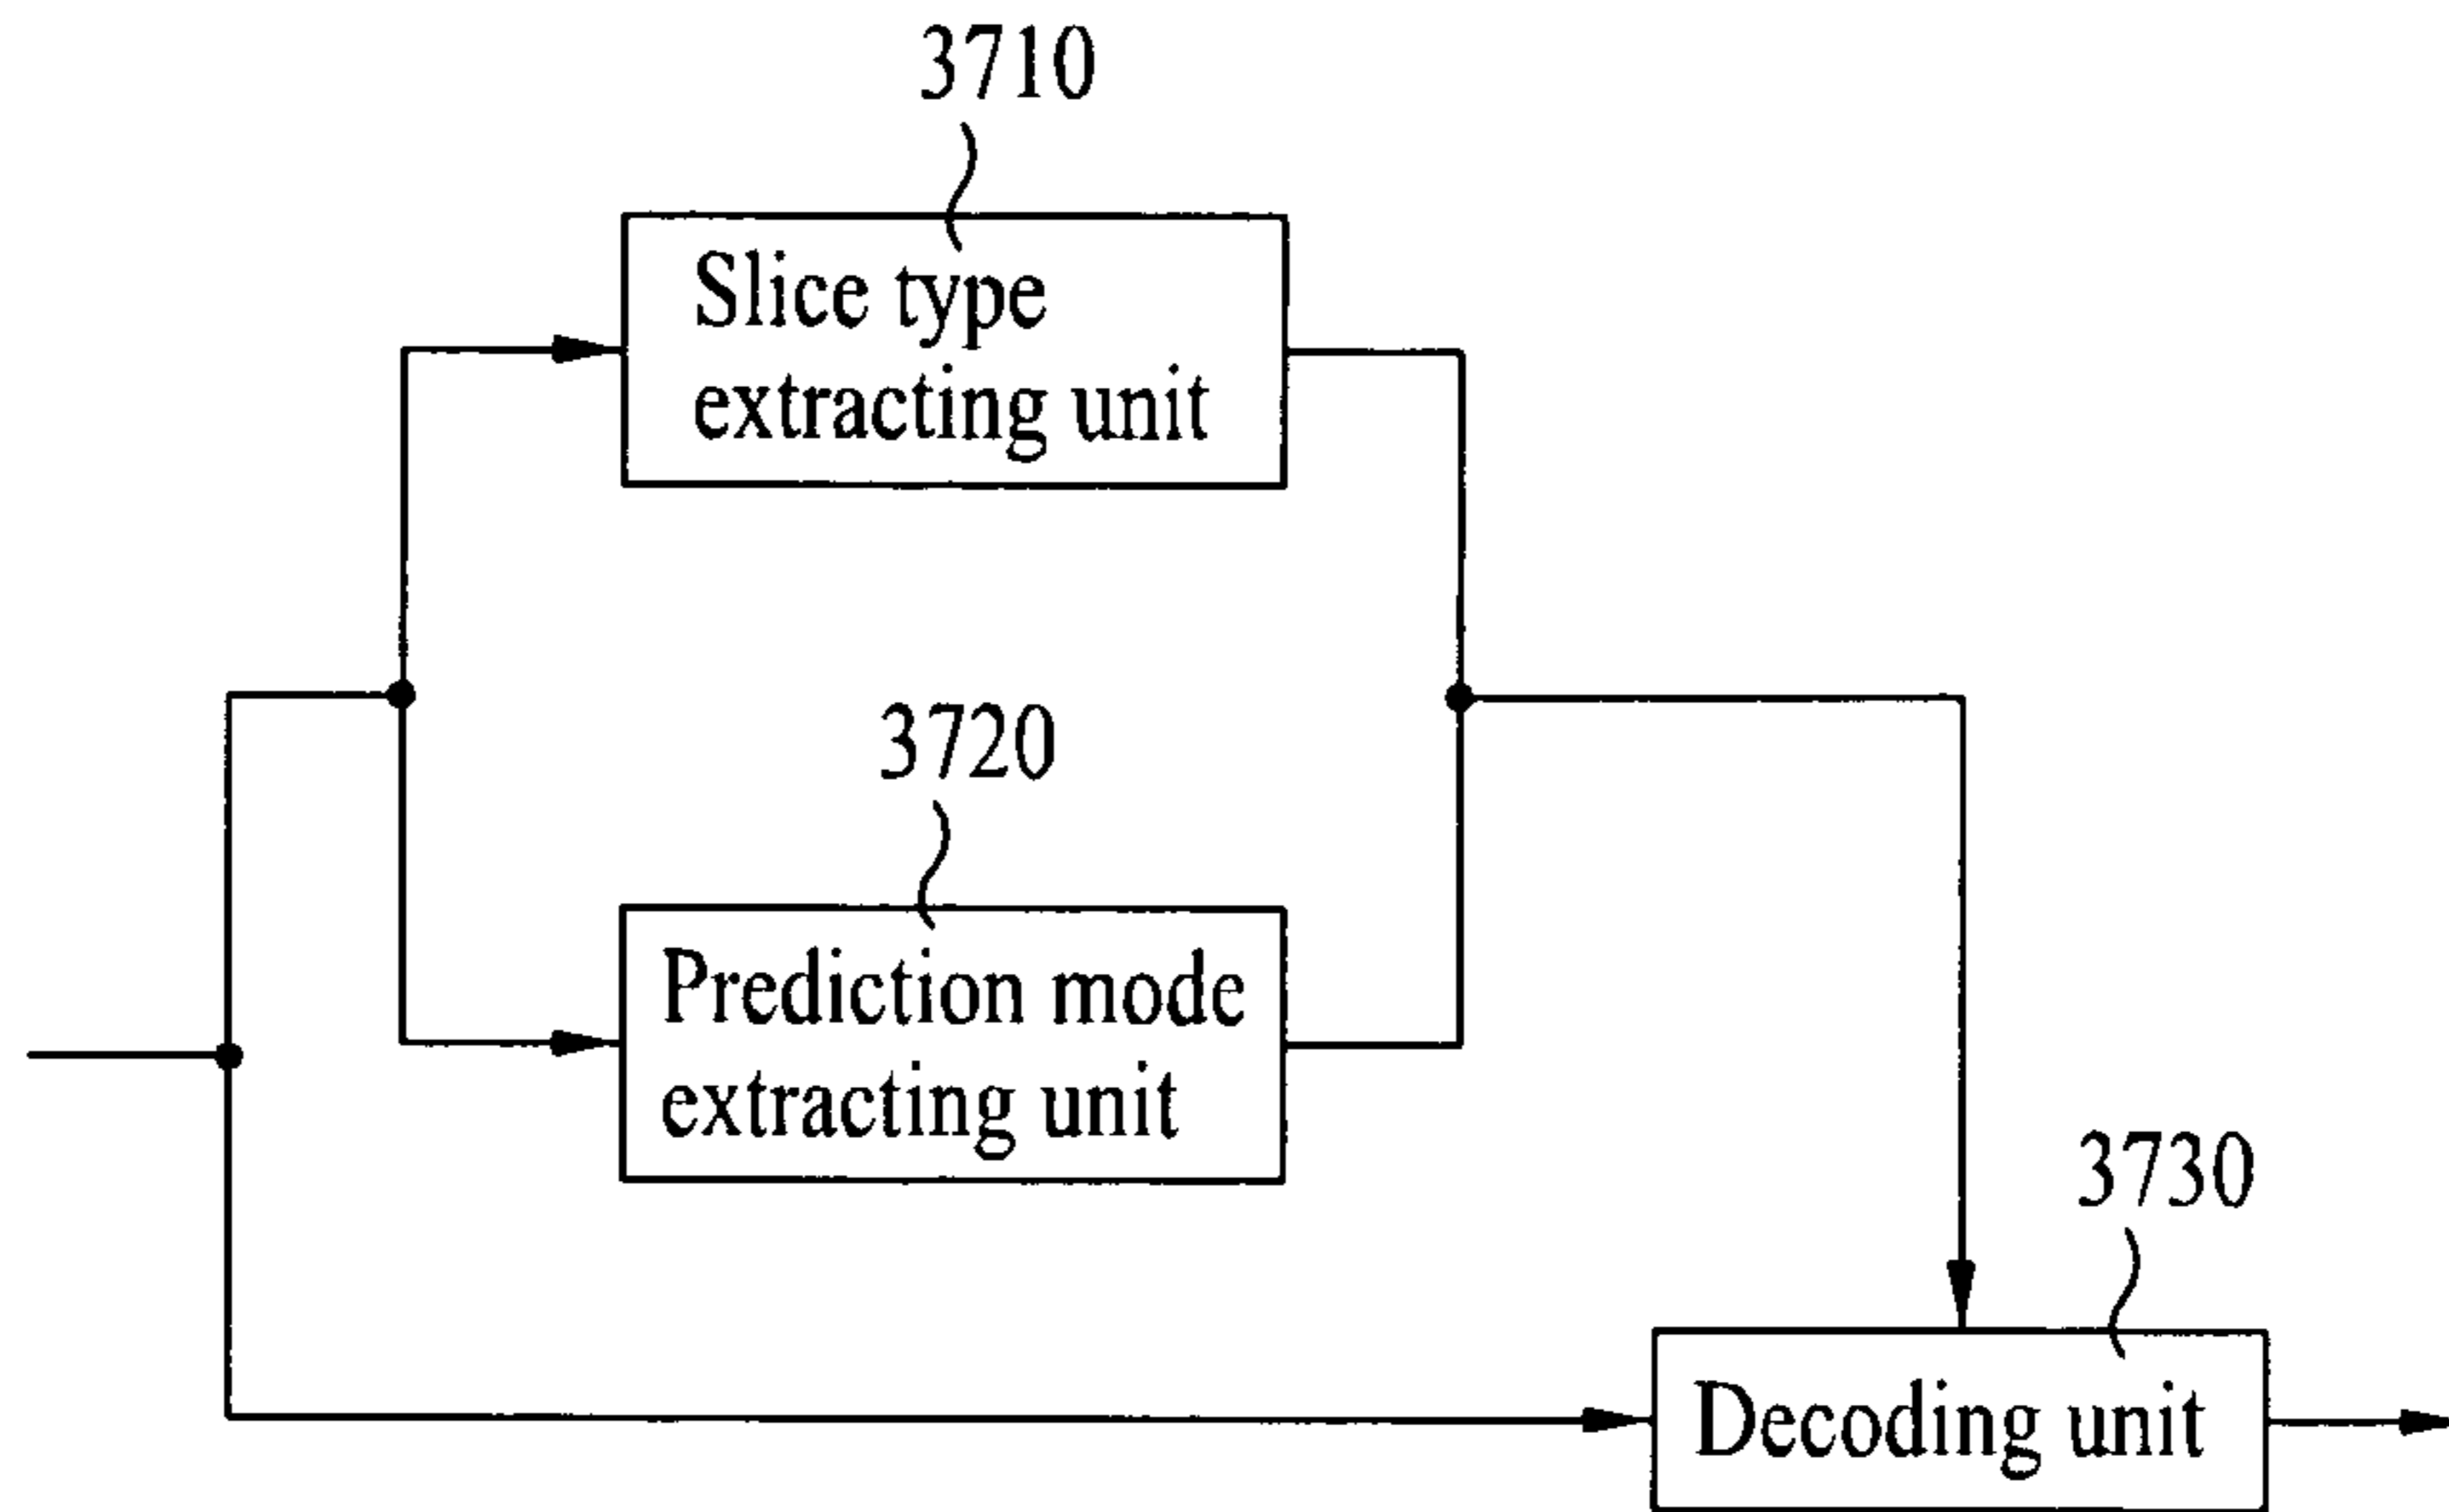 3710
Slice type
extracting unit
3720
Prediction mode
extracting unit
3730
Decoding unit